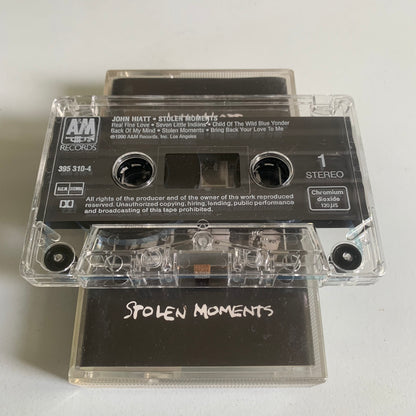 A&M
RECORDS
395 310-4
JOHN HIATT • STOLEN MOMENTS
Real Fine Love • Seven Little Indians • Child Of The Wild Blue Yonder
Back Of My Mind • Stolen Moments • Bring Back Your Love To Me
℗1990 A&M Records, Inc. Los Angeles
1
STEREO
All rights of the producer end of the owner of the work reproduced
reserved. Unauthorized copying, hiring, lending, public performance
and broadcasting of this tape prohibited.
Chromium
dioxide
120µS
STOLEN MOMENTS